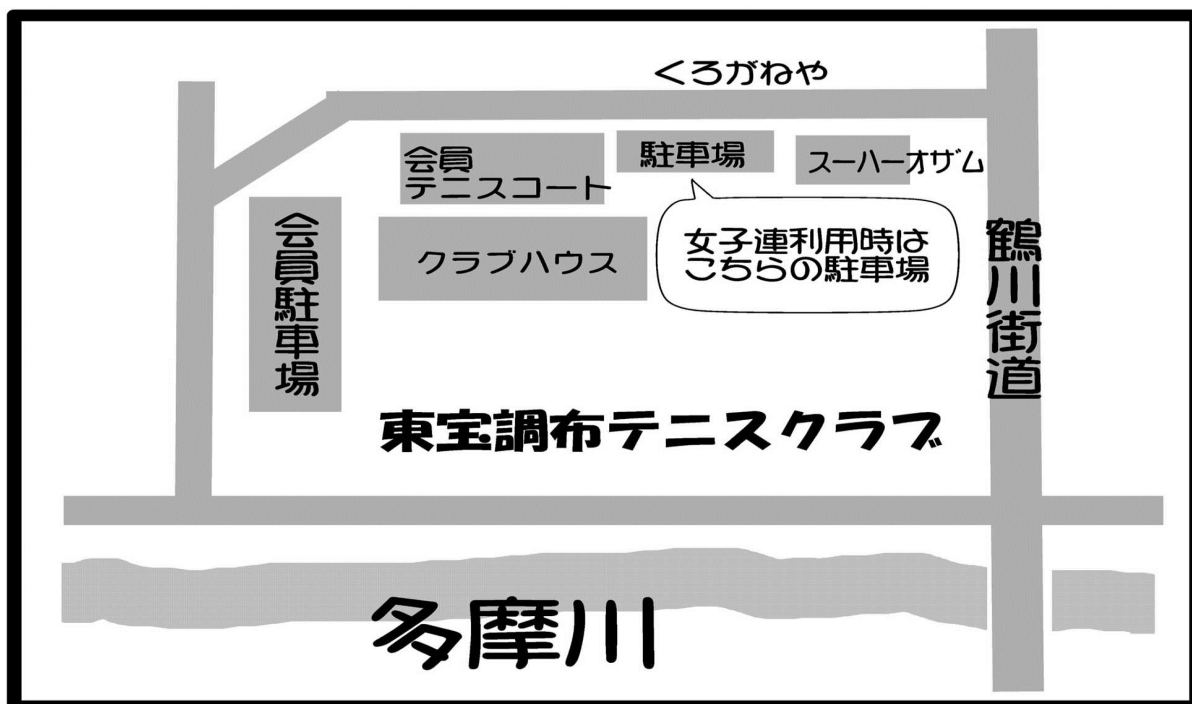 くろがねや
会員
テニスコート
駐車場
スーハーオザム
クラブハウス
女子連利用時は
こちらの駐車場
会員駐車場
鶴川街道
東宝調布テニスクラブ
多摩川